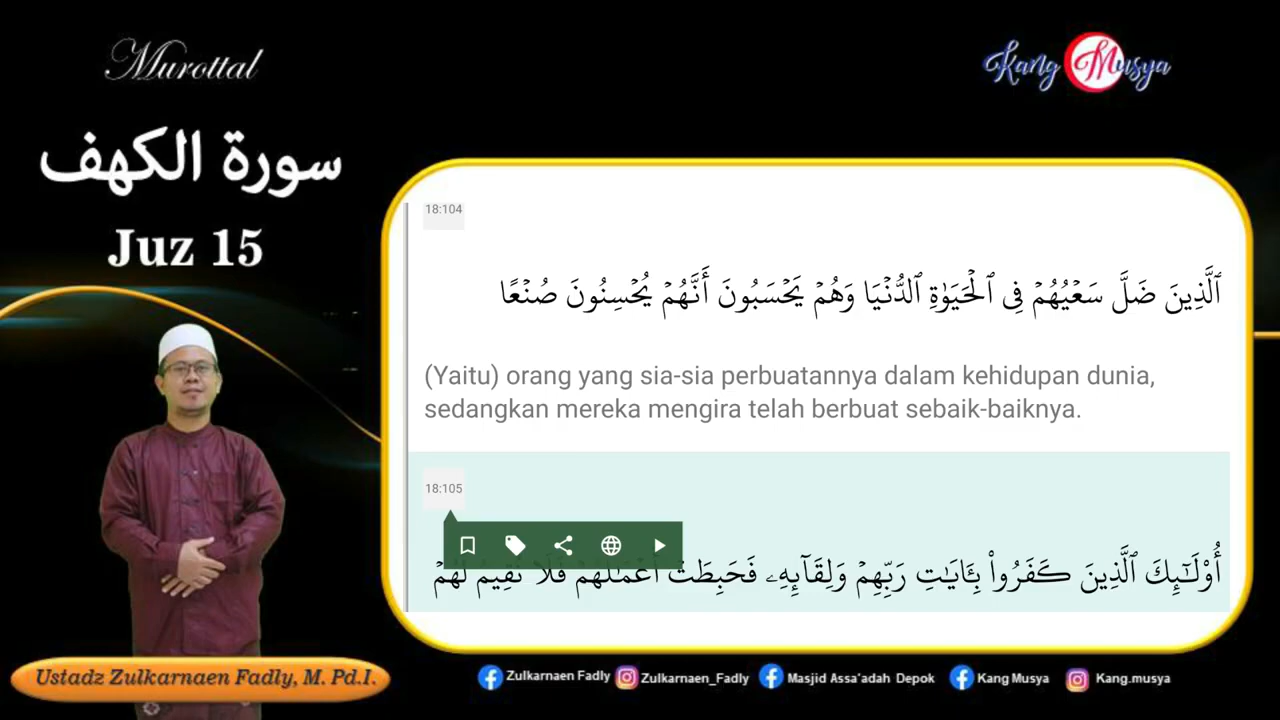 Murottal
Kang Musya
سورة الكهف
Juz 15
18:104
ٱلَّذِينَ ضَلَّ سَعْيُهُمْ فِى ٱلْحَيَوٰةِ ٱلدُّنْيَا وَهُمْ يَحْسَبُونَ أَنَّهُمْ يُحْسِنُونَ صُنْعًا
(Yaitu) orang yang sia-sia perbuatannya dalam kehidupan dunia,
sedangkan mereka mengira telah berbuat sebaik-baiknya.
18:105
أُو۟لَـٰٓئِكَ ٱلَّذِينَ كَفَرُوا۟ بِـَٔايَـٰتِ رَبِّهِمْ وَلِقَآئِهِۦ فَحَبِطَتْ أَعْمَـٰلُهُمْ فَلَا نُقِيمُ لَهُمْ
Ustadz Zulkarnaen Fadly, M. Pd.I.
Zulkarnaen Fadly Zulkarnaen_Fadly Masjid Assa'adah Depok Kang Musya Kang.musya